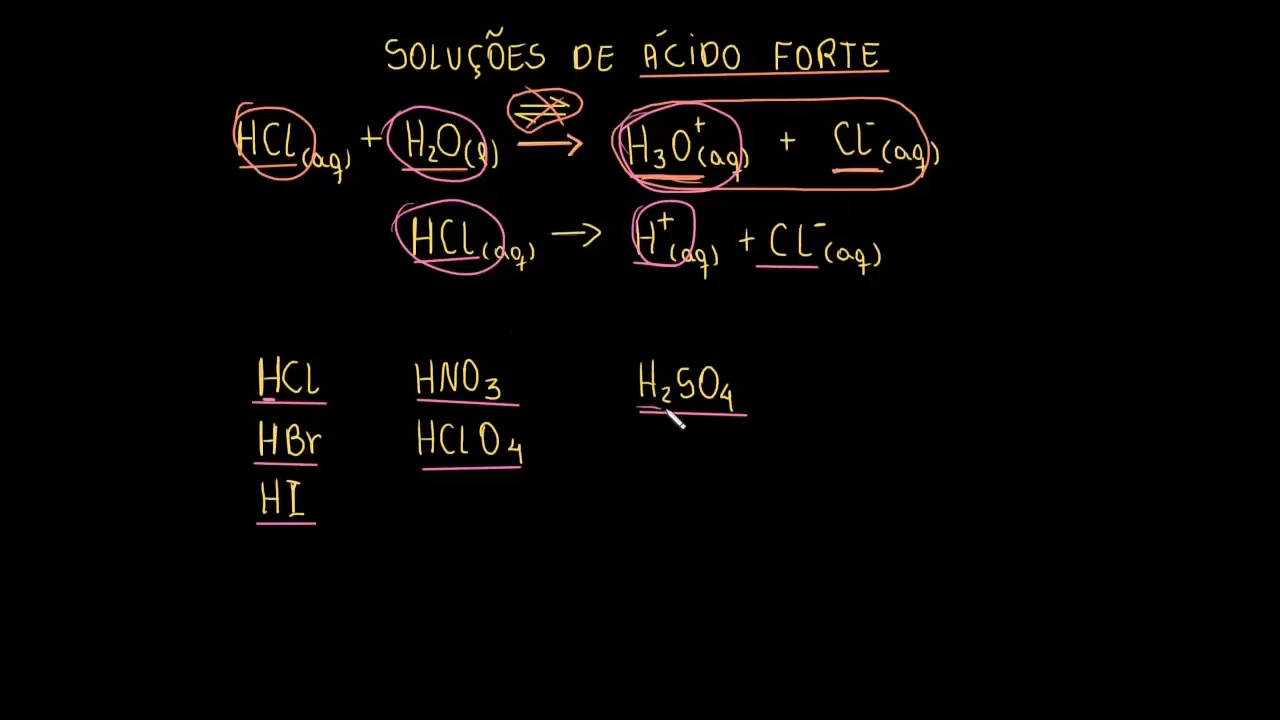 SOLUÇÕES DE ÁCIDO FORTE
HCl(aq) + H₂O(l) → H₃O⁺(aq) + Cl⁻(aq)
HCl(aq) → H⁺(aq) + Cl⁻(aq)
HCl HNO₃ H₂SO₄
HBr HClO₄
HI